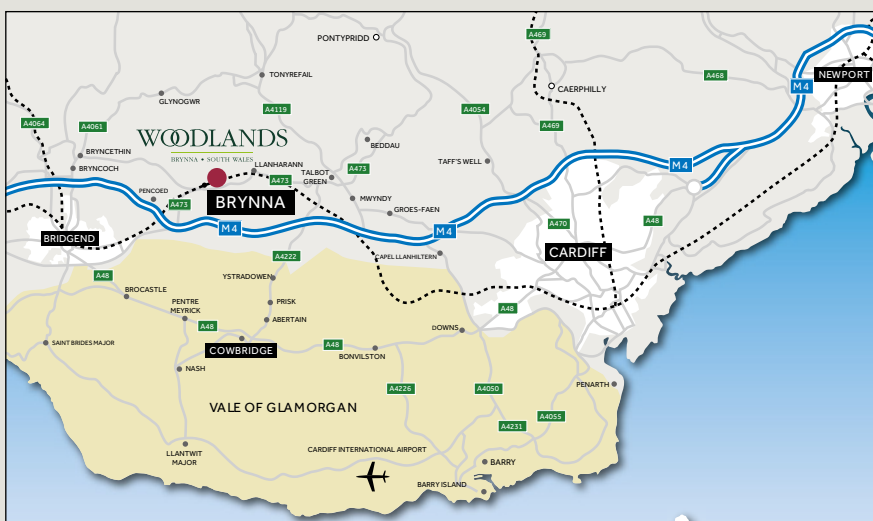 A469
PONTYPRIDD
NEWPORT
A468
TONYREFAIL
M4
CAERPHILLY
GLYNOGWR
A4119
A4054
A4064
A4061
A469
WOODLANDS
BRYNNA • SOUTH WALES
BEDDAU
BRYNCETHIN
TAFF'S WELL
LLANHARANN
M4
BRYNCOCH
A473
TALBOT
GREEN
A473
PENCOED
MWYNDY
BRYNNA
A473
GROES-FAEN
A48
A470
M4
M4
BRIDGEND
CARDIFF
A4222
CAPEL LLANHILTERN
A48
YSTRADOWEN
BROCASTLE
PENTRE
MEYRICK
PRISK
A48
ABERTAIN
A48
DOWNS
SAINT BRIDES MAJOR
COWBRIDGE
A48
BONVILSTON
NASH
PENARTH
A4226
A4050
VALE OF GLAMORGAN
A4055
A4231
LLANTWIT
MAJOR
CARDIFF INTERNATIONAL AIRPORT
BARRY
BARRY ISLAND